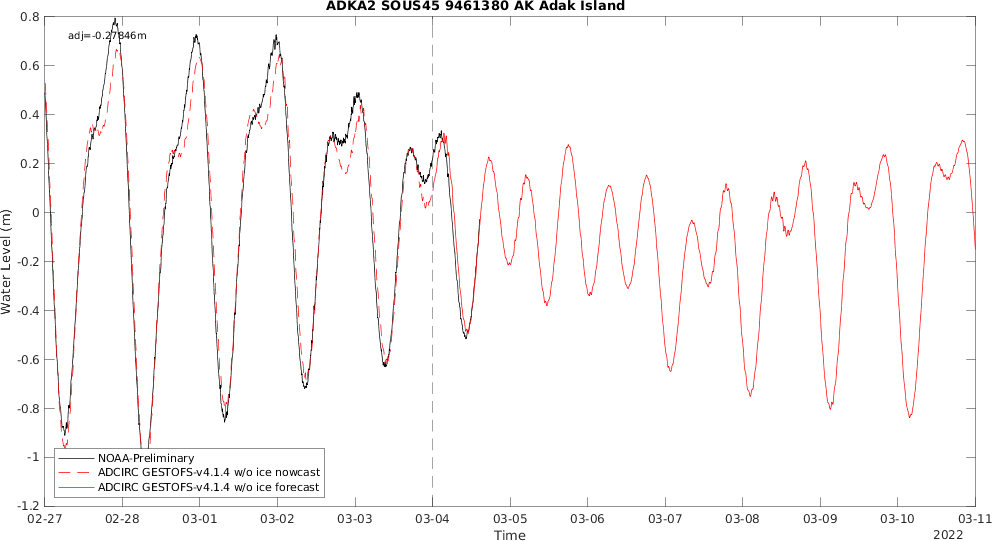 ADKA2 SOUS45 9461380 AK Adak Island
adj=-0.27846m
0.8
0.6
0.4
0.2
0
-0.2
-0.4
-0.6
-0.8
-1
-1.2
Water Level (m)
NOAA-Preliminary
ADCIRC GESTOFS-v4.1.4 w/o ice nowcast
ADCIRC GESTOFS-v4.1.4 w/o ice forecast
02-27 02-28 03-01 03-02 03-03 03-04 03-05 03-06 03-07 03-08 03-09 03-10 03-11
Time
2022